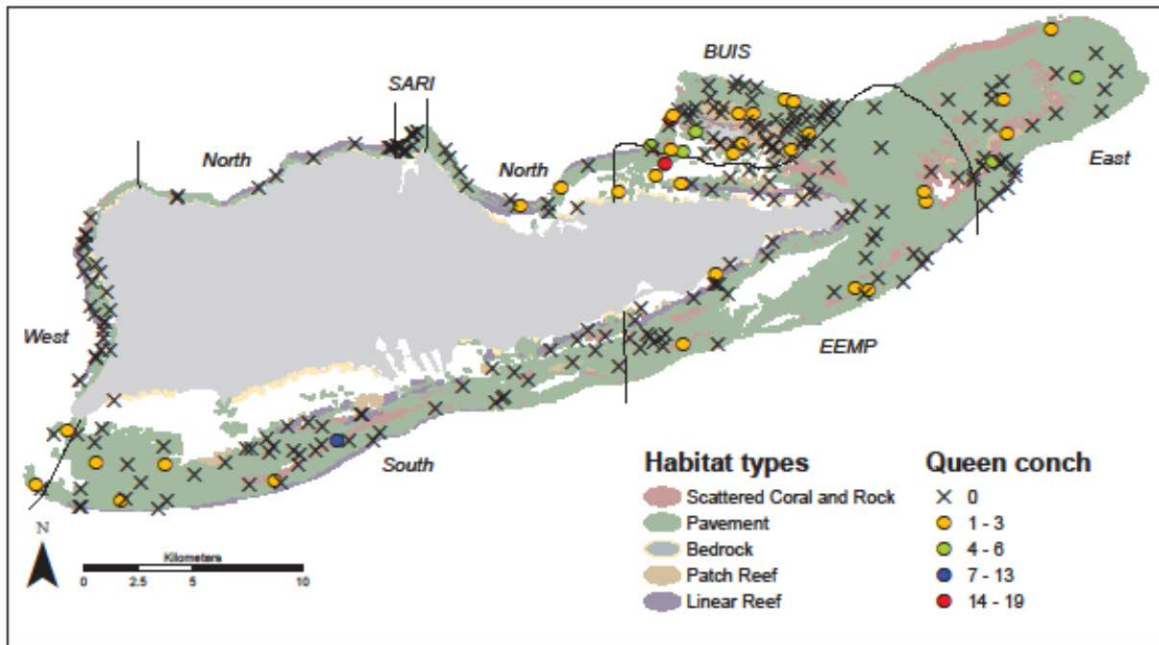 BUIS
SARI
North
North
East
West
EEMP
South
N
Kilometers
0 2.5 5 10
Habitat types
Scattered Coral and Rock
Pavement
Bedrock
Patch Reef
Linear Reef
Queen conch
0
1 - 3
4 - 6
7 - 13
14 - 19